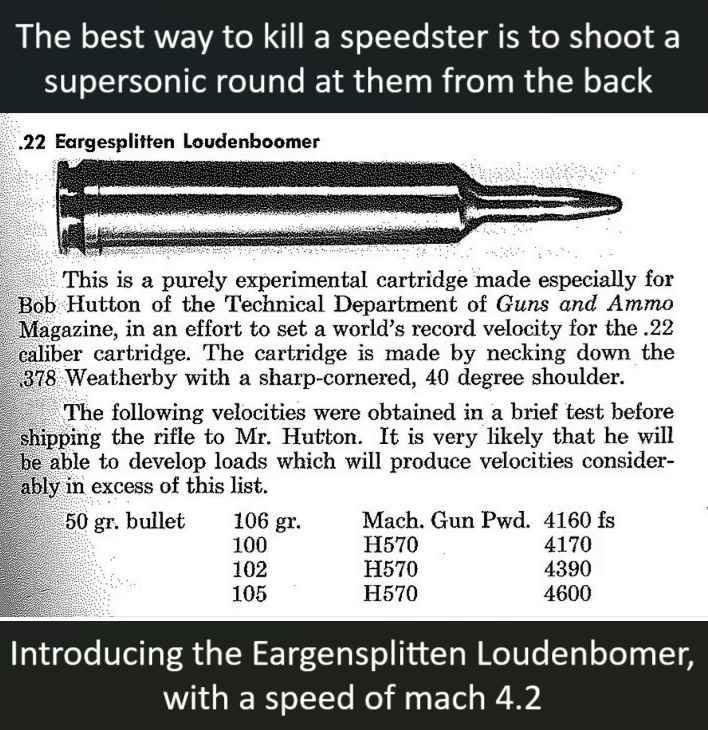 The best way to kill a speedster is to shoot a
supersonic round at them from the back
.22 Eargesplitten Loudenboomer
This is a purely experimental cartridge made especially for
Bob Hutton of the Technical Department of Guns and Ammo
Magazine, in an effort to set a world's record velocity for the .22
caliber cartridge. The cartridge is made by necking down the
.378 Weatherby with a sharp-cornered, 40 degree shoulder.
The following velocities were obtained in a brief test before
shipping the rifle to Mr. Hutton. It is very likely that he will
be able to develop loads which will produce velocities consider-
ably in excess of this list.
50 gr. bullet 106 gr. Mach. Gun Pwd. 4160 fs
100 H570 4170
102 H570 4390
105 H570 4600
Introducing the Eargensplitten Loudenbomer,
with a speed of mach 4.2